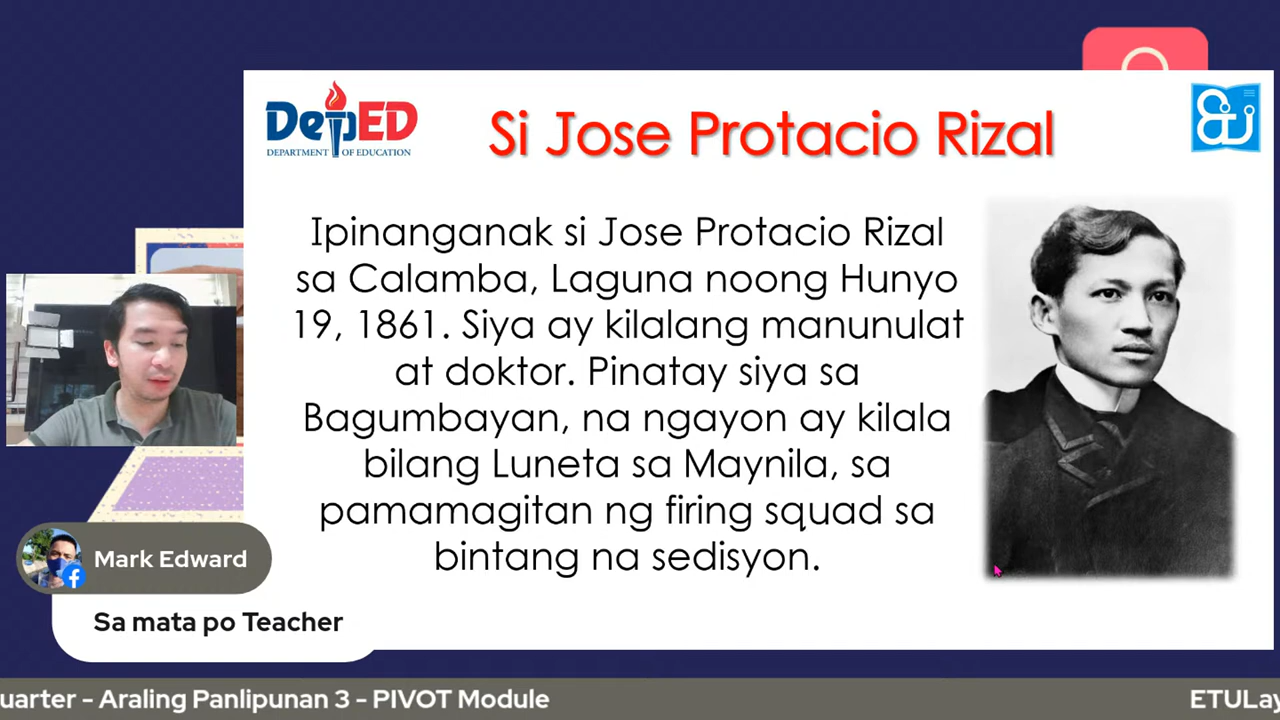 DepED
DEPARTMENT OF EDUCATION
Si Jose Protacio Rizal
Ipinanganak si Jose Protacio Rizal
sa Calamba, Laguna noong Hunyo
19, 1861. Siya ay kilalang manunulat
at doktor. Pinatay siya sa
Bagumbayan, na ngayon ay kilala
bilang Luneta sa Maynila, sa
pamamagitan ng firing squad sa
bintang na sedisyon.
Mark Edward
Sa mata po Teacher
uarter - Araling Panlipunan 3 - PIVOT Module
ETULay